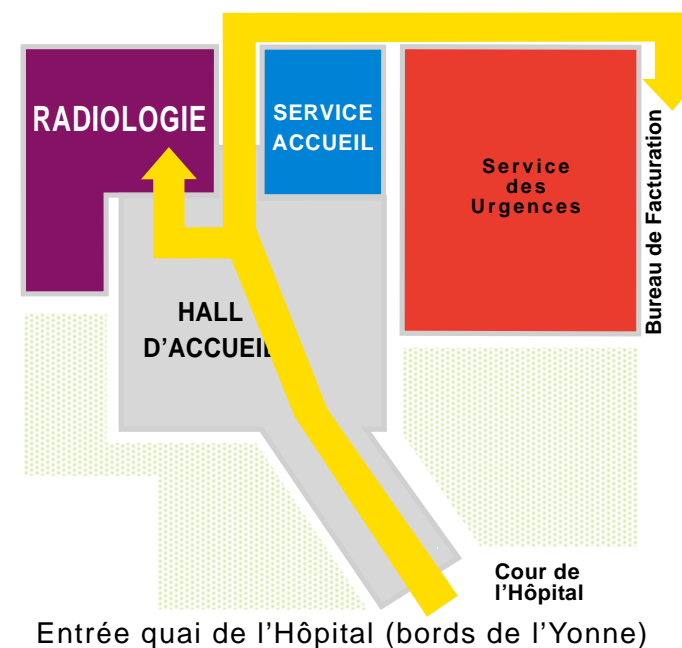 RADIOLOGIE
SERVICE
ACCUEIL
Service
des
Urgences
Bureau de Facturation
HALL
D’ACCUEIL
Cour de
l’Hôpital
Entrée quai de l’Hôpital (bords de l’Yonne)